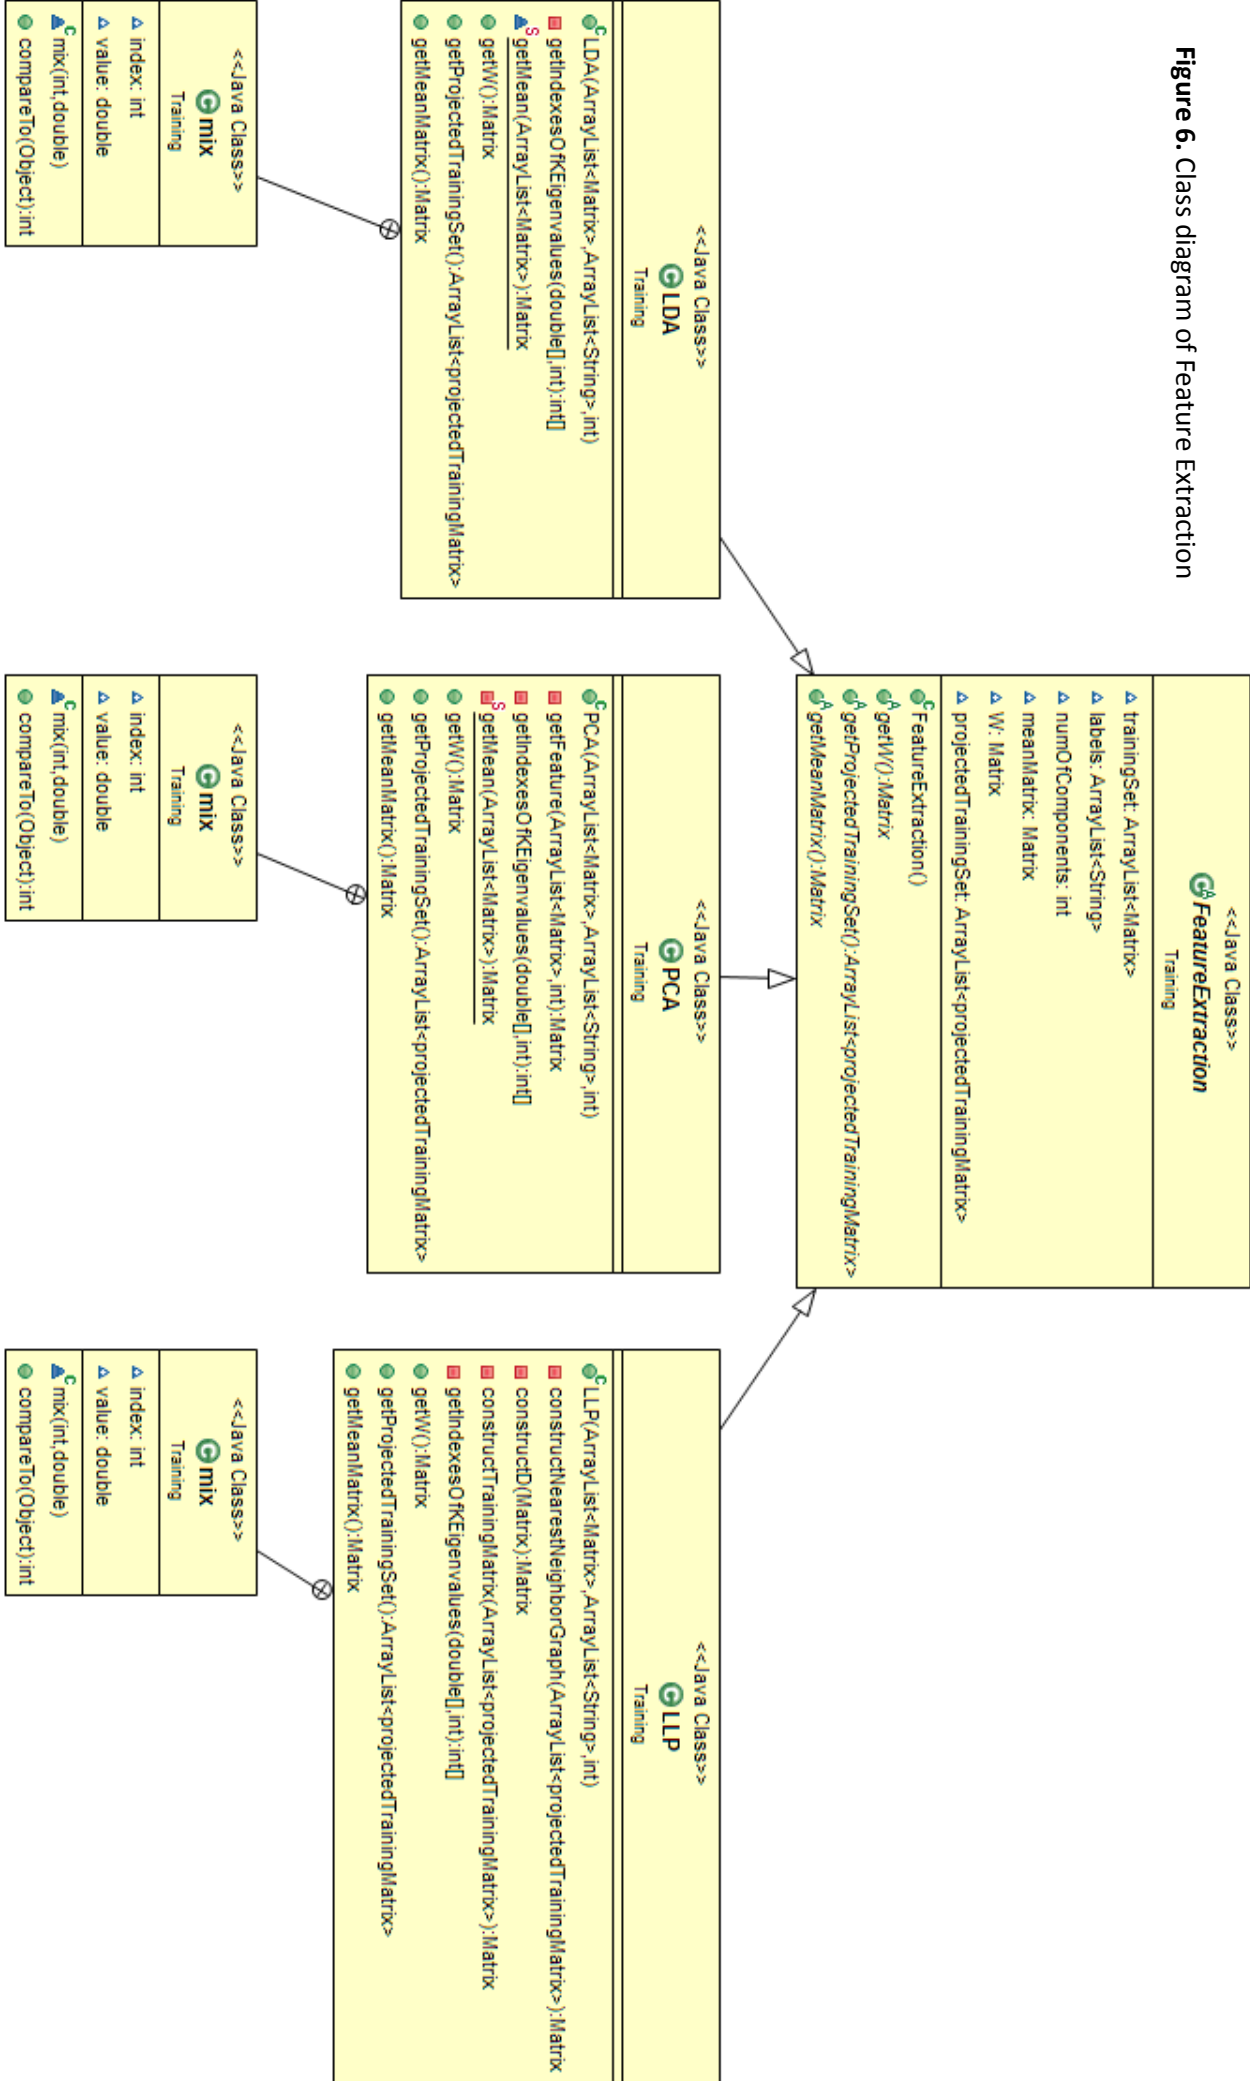 Figure 6. Class diagram of Feature Extraction
<<Java Class>>
FeatureExtraction
Training
trainingSet: ArrayList<Matrix>
labels: ArrayList<String>
numOfComponents: int
meanMatrix: Matrix
W: Matrix
projectedTrainingSet: ArrayList<projectedTrainingMatrix>
FeatureExtraction()
getW():Matrix
getProjectedTrainingSet():ArrayList<projectedTrainingMatrix>
getMeanMatrix():Matrix
<<Java Class>>
LDA
Training
LDA(ArrayList<Matrix>,ArrayList<String>,int)
getIndexesOfKEigenvalues(double[],int):int[]
getMean(ArrayList<Matrix>):Matrix
getW():Matrix
getProjectedTrainingSet():ArrayList<projectedTrainingMatrix>
getMeanMatrix():Matrix
<<Java Class>>
PCA
Training
PCA(ArrayList<Matrix>,ArrayList<String>,int)
getFeature(ArrayList<Matrix>,int):Matrix
getIndexesOfKEigenvalues(double[],int):int[]
getMean(ArrayList<Matrix>):Matrix
getW():Matrix
getProjectedTrainingSet():ArrayList<projectedTrainingMatrix>
getMeanMatrix():Matrix
<<Java Class>>
LLP
Training
LLP(ArrayList<Matrix>,ArrayList<String>,int)
constructNearestNeighborGraph(ArrayList<projectedTrainingMatrix>):Matrix
constructD(Matrix):Matrix
constructTrainingMatrix(ArrayList<projectedTrainingMatrix>):Matrix
getIndexesOfKEigenvalues(double[],int):int[]
getW():Matrix
getProjectedTrainingSet():ArrayList<projectedTrainingMatrix>
getMeanMatrix():Matrix
<<Java Class>>
mix
Training
index: int
value: double
mix(int,double)
compareTo(Object):int
<<Java Class>>
mix
Training
index: int
value: double
mix(int,double)
compareTo(Object):int
<<Java Class>>
mix
Training
index: int
value: double
mix(int,double)
compareTo(Object):int